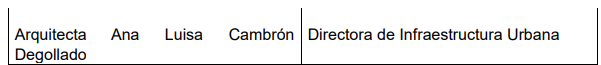 Arquitecta Ana Luisa Cambrón Directora de Infraestructura Urbana
Degollado